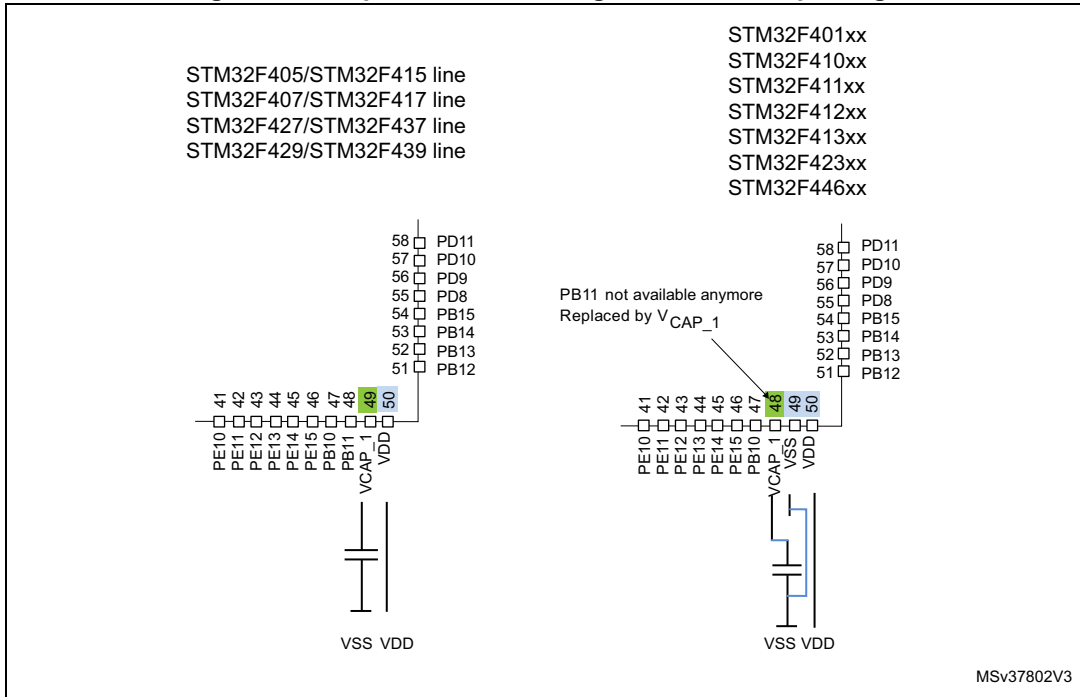 STM32F405/STM32F415 line
STM32F407/STM32F417 line
STM32F427/STM32F437 line
STM32F429/STM32F439 line
58 PD11
57 PD10
56 PD9
55 PD8
54 PB15
53 PB14
52 PB13
51 PB12
41 42 43 44 45 46 47 48 49 50
PE10 PE11 PE12 PE13 PE14 PE15 PB10 PB11 VCAP_1 VDD
VSS VDD
STM32F401xx
STM32F410xx
STM32F411xx
STM32F412xx
STM32F413xx
STM32F423xx
STM32F446xx
PB11 not available anymore
Replaced by VCAP_1
58 PD11
57 PD10
56 PD9
55 PD8
54 PB15
53 PB14
52 PB13
51 PB12
41 42 43 44 45 46 47 48 49 50
PE10 PE11 PE12 PE13 PE14 PE15 PB10 VCAP_1 VSS VDD
VSS VDD
MSv37802V3